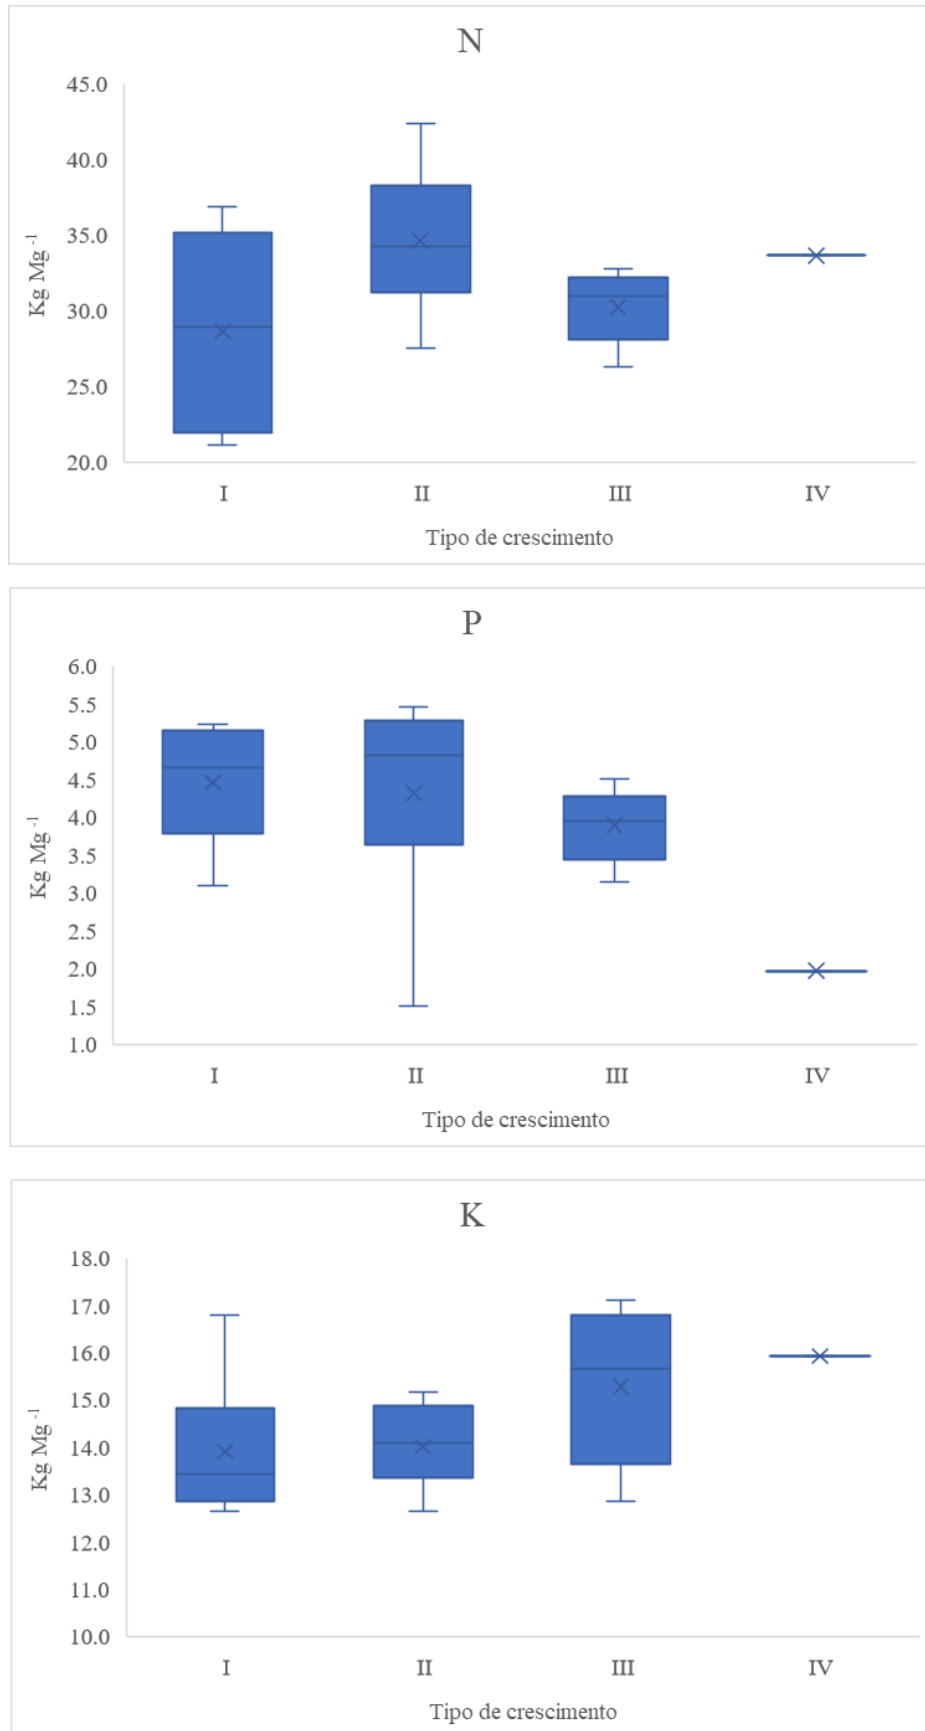 N
45.0
40.0
35.0
30.0
25.0
20.0
Kg Mg -1
I II III IV
Tipo de crescimento
P
6.0
5.5
5.0
4.5
4.0
3.5
3.0
2.5
2.0
1.5
1.0
Kg Mg -1
I II III IV
Tipo de crescimento
K
18.0
17.0
16.0
15.0
14.0
13.0
12.0
11.0
10.0
Kg Mg -1
I II III IV
Tipo de crescimento